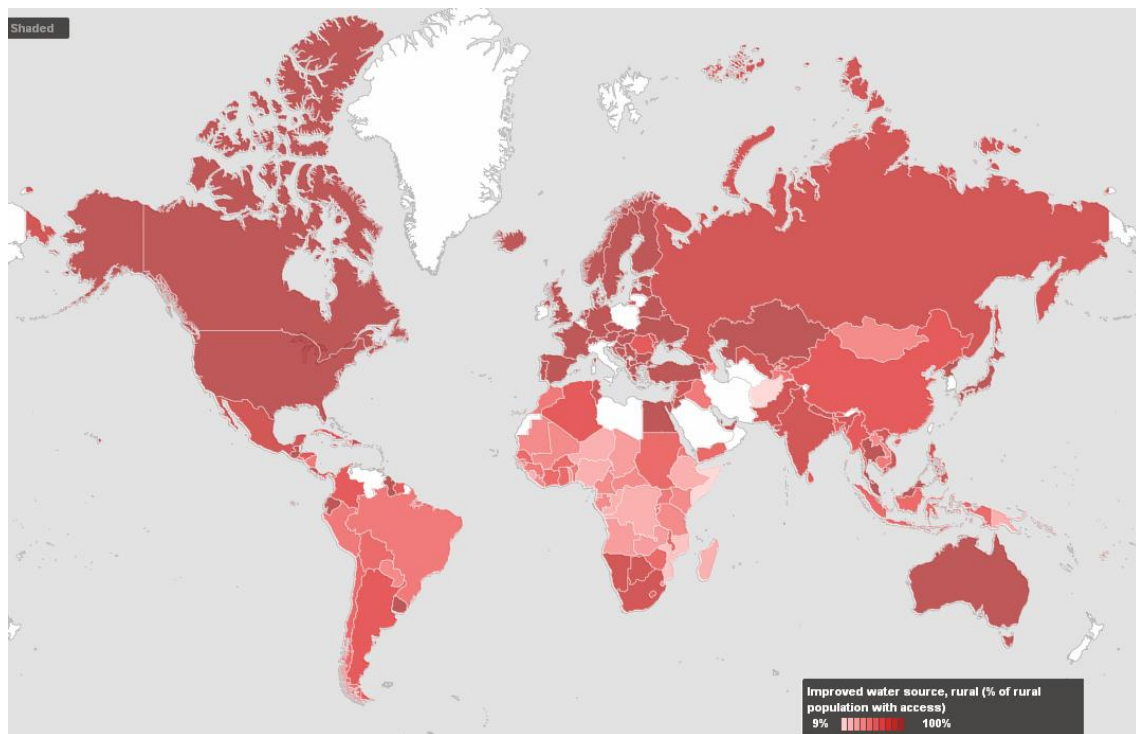 Shaded
Improved water source, rural (% of rural
population with access)
9% 100%